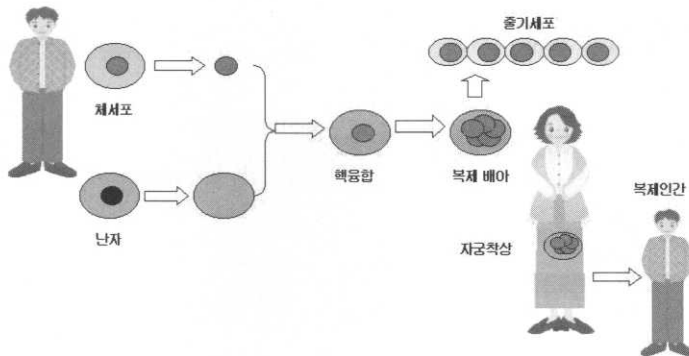 줄기세포
체세포
핵융합
복제 배아
복제인간
난자
자궁착상